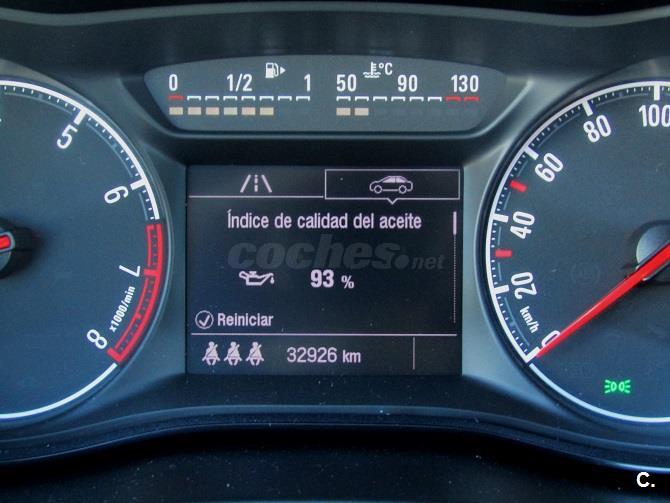 0 1/2 1 50 °C 90 130
5
6
7
8
x1000/min
Índice de calidad del aceite
coches.net
93 %
Reiniciar
32926 km
100
80
60
40
20
0
km/h
C.